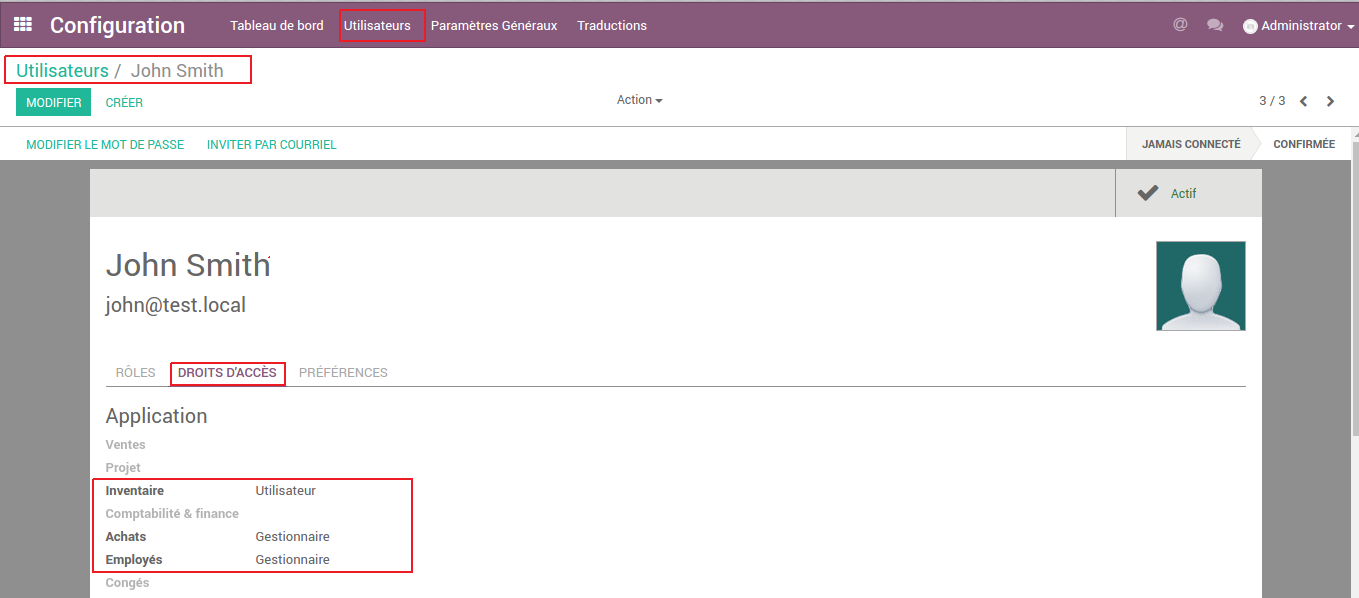 Configuration Tableau de bord Utilisateurs Paramètres Généraux Traductions @ Administrator
Utilisateurs / John Smith
MODIFIER CRÉER Action 3 / 3
MODIFIER LE MOT DE PASSE INVITER PAR COURRIEL JAMAIS CONNECTÉ CONFIRMÉE
Actif
John Smith
john@test.local
RÔLES DROITS D'ACCÈS PRÉFÉRENCES
Application
Ventes
Projet
Inventaire Utilisateur
Comptabilité & finance
Achats Gestionnaire
Employés Gestionnaire
Congés